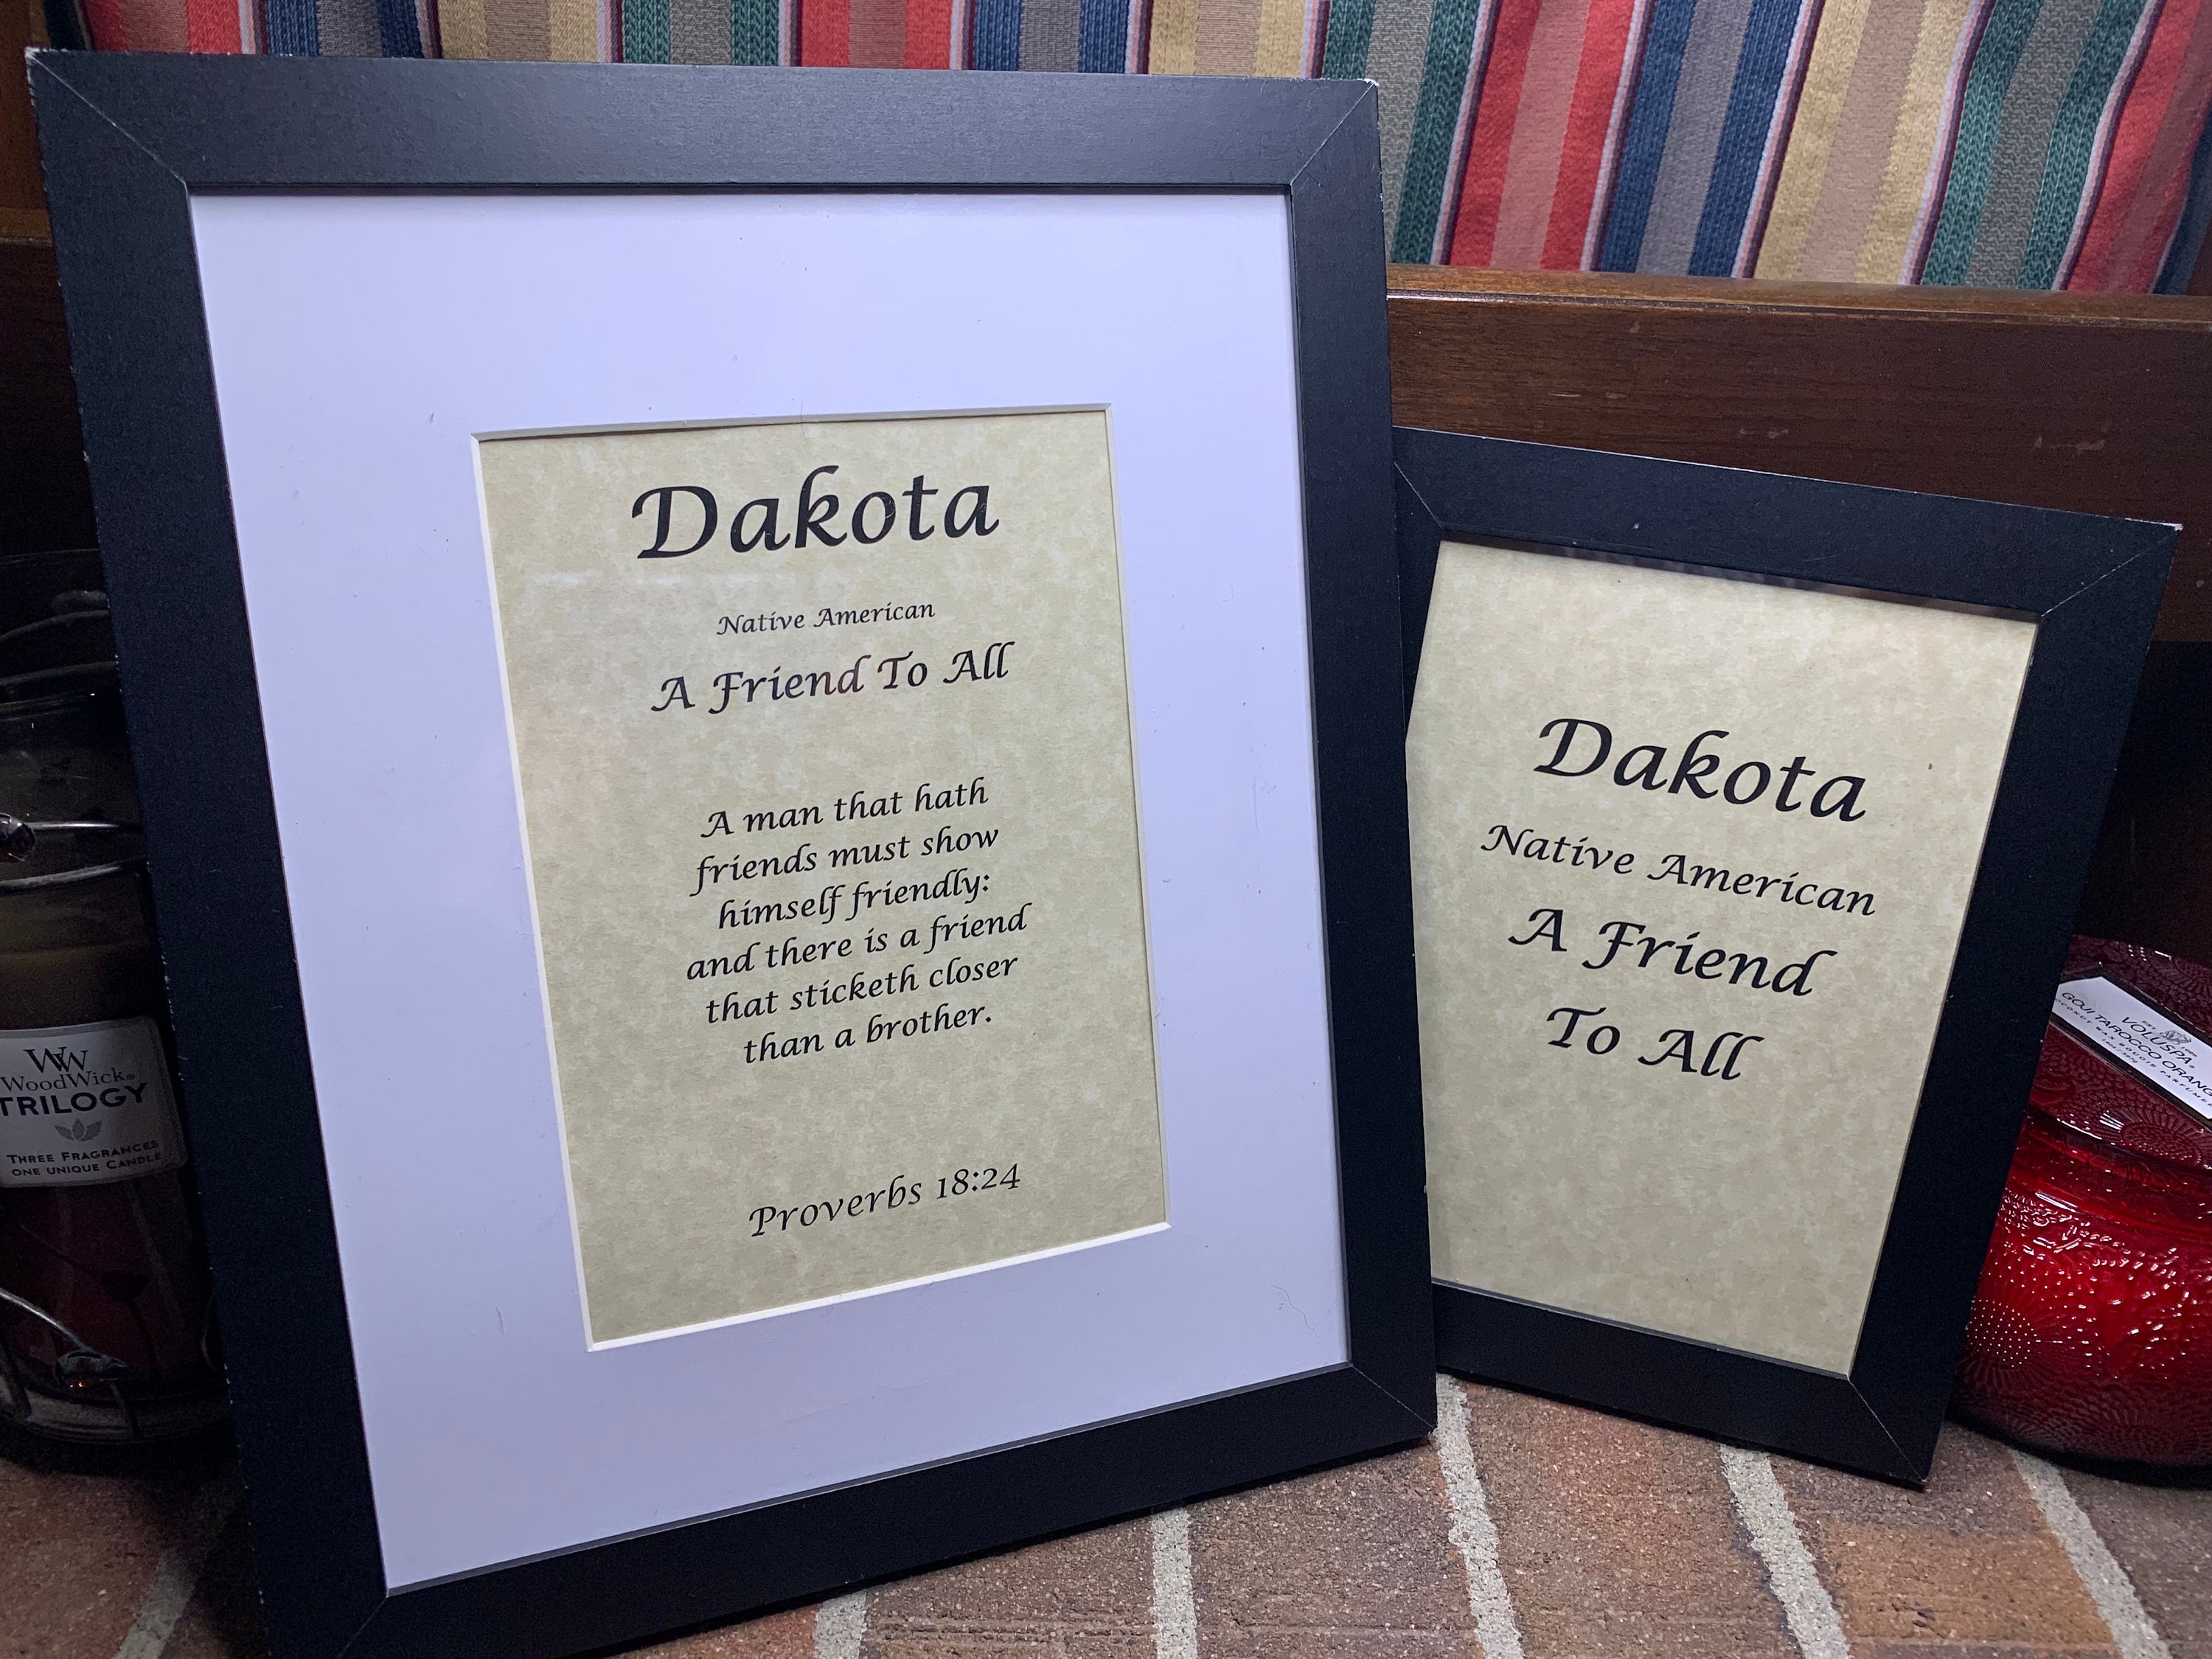 Dakota
Native American
A Friend To All
A man that hath
friends must show
himself friendly:
and there is a friend
that sticketh closer
than a brother.
Proverbs 18:24
Dakota
Native American
A Friend
To All
WW
WoodWick®
TRILOGY
THREE FRAGRANCES
ONE UNIQUE CANDLE
VOLUSPA
GOJI TAROCCO ORANG